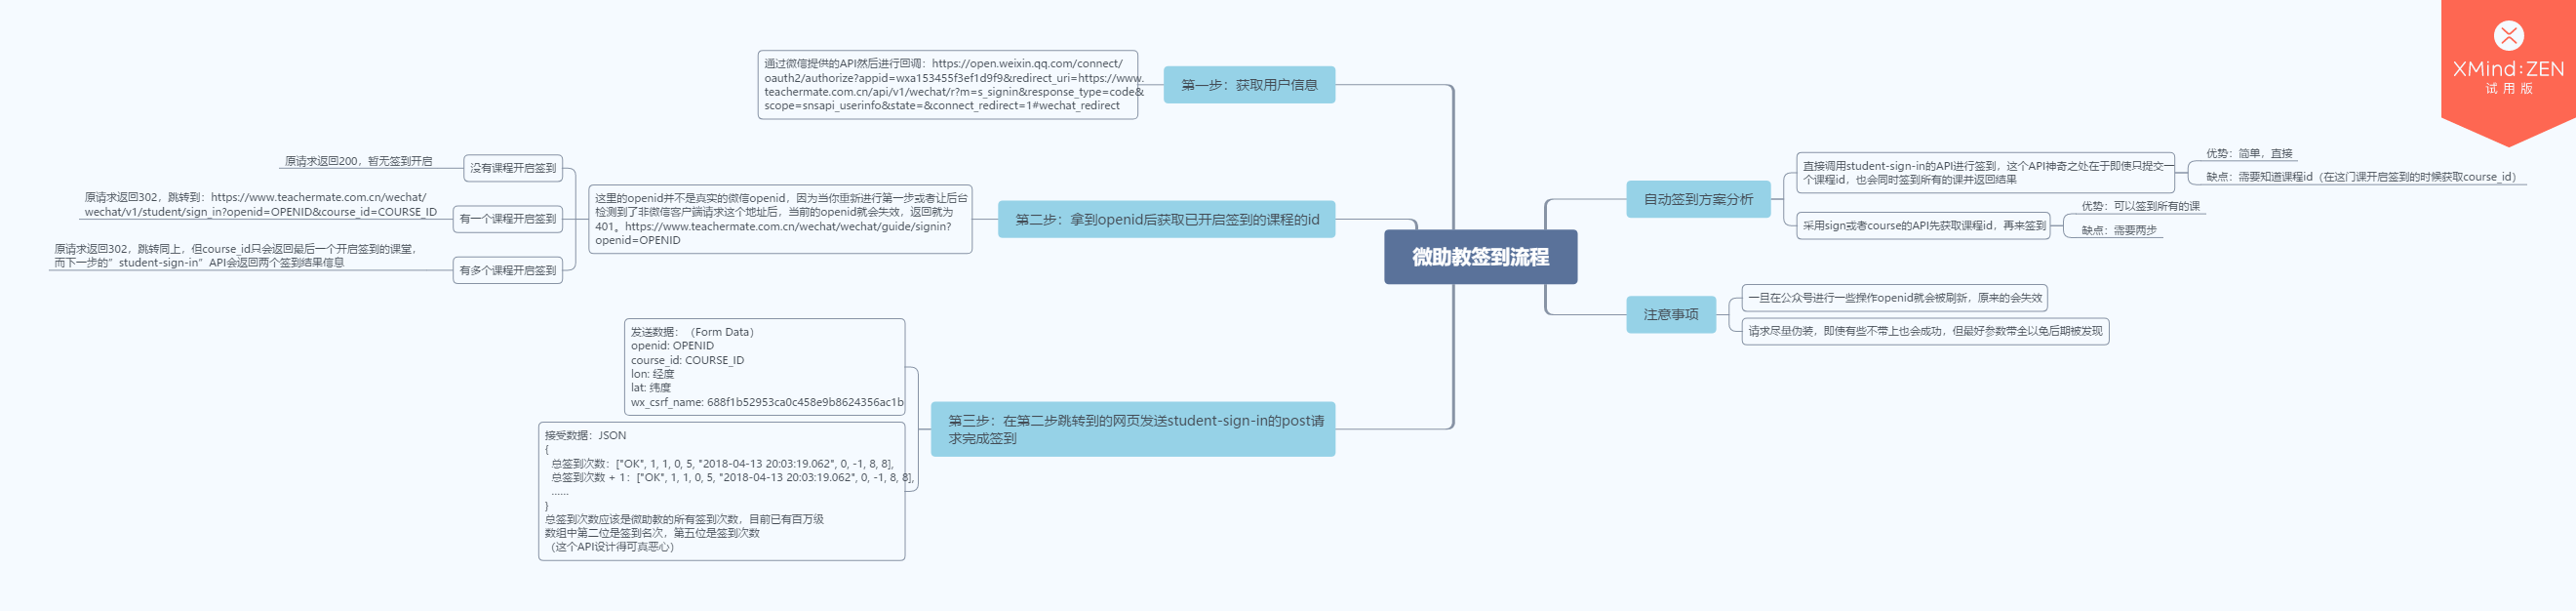 微助教签到流程
第一步：获取用户信息
通过微信提供的API然后进行回调：https://open.weixin.qq.com/connect/
oauth2/authorize?appid=wxa153455f3ef1d9f9&redirect_uri=https://www.
teachermate.com.cn/api/v1/wechat/r?m=s_signin&response_type=code&
scope=snsapi_userinfo&state=&connect_redirect=1#wechat_redirect
第二步：拿到openid后获取已开启签到的课程的id
这里的openid并不是真实的微信openid，因为当你重新进行第一步或者让后台
检测到了非微信客户端请求这个地址后，当前的openid就会失效，返回就为
401。https://www.teachermate.com.cn/wechat/wechat/guide/signin?
openid=OPENID
没有课程开启签到
原请求返回200，暂无签到开启
有一个课程开启签到
原请求返回302，跳转到：https://www.teachermate.com.cn/wechat/
wechat/v1/student/sign_in?openid=OPENID&course_id=COURSE_ID
有多个课程开启签到
原请求返回302，跳转同上，但course_id只会返回最后一个开启签到的课堂，
而下一步的”student-sign-in”API会返回两个签到结果信息
第三步：在第二步跳转到的网页发送student-sign-in的post请
求完成签到
发送数据：（Form Data）
openid: OPENID
course_id: COURSE_ID
lon: 经度
lat: 纬度
wx_csrf_name: 688f1b52953ca0c458e9b8624356ac1b
接受数据：JSON
{
总签到次数：["OK", 1, 1, 0, 5, "2018-04-13 20:03:19.062", 0, -1, 8, 8],
总签到次数 + 1：["OK", 1, 1, 0, 5, "2018-04-13 20:03:19.062", 0, -1, 8, 8],
......
}
总签到次数应该是微助教的所有签到次数，目前已有百万级
数组中第二位是签到名次，第五位是签到次数
（这个API设计得可真恶心）
自动签到方案分析
直接调用student-sign-in的API进行签到，这个API神奇之处在于即使只提交一
个课程id，也会同时签到所有的课并返回结果
优势：简单，直接
缺点：需要知道课程id（在这门课开启签到的时候获取course_id）
采用sign或者course的API先获取课程id，再来签到
优势：可以签到所有的课
缺点：需要两步
注意事项
一旦在公众号进行一些操作openid就会被刷新，原来的会失效
请求尽量伪装，即使有些不带上也会成功，但最好参数带全以免后期被发现
XMind:ZEN
试用版